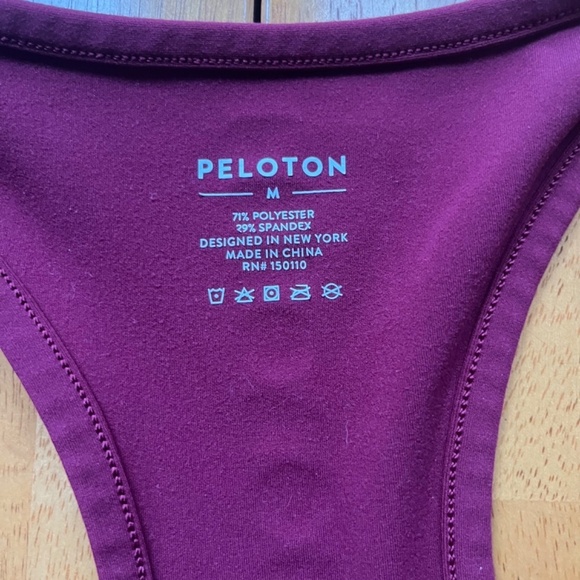 PELOTON
M
71% POLYESTER
29% SPANDEX
DESIGNED IN NEW YORK
MADE IN CHINA
RN# 150110